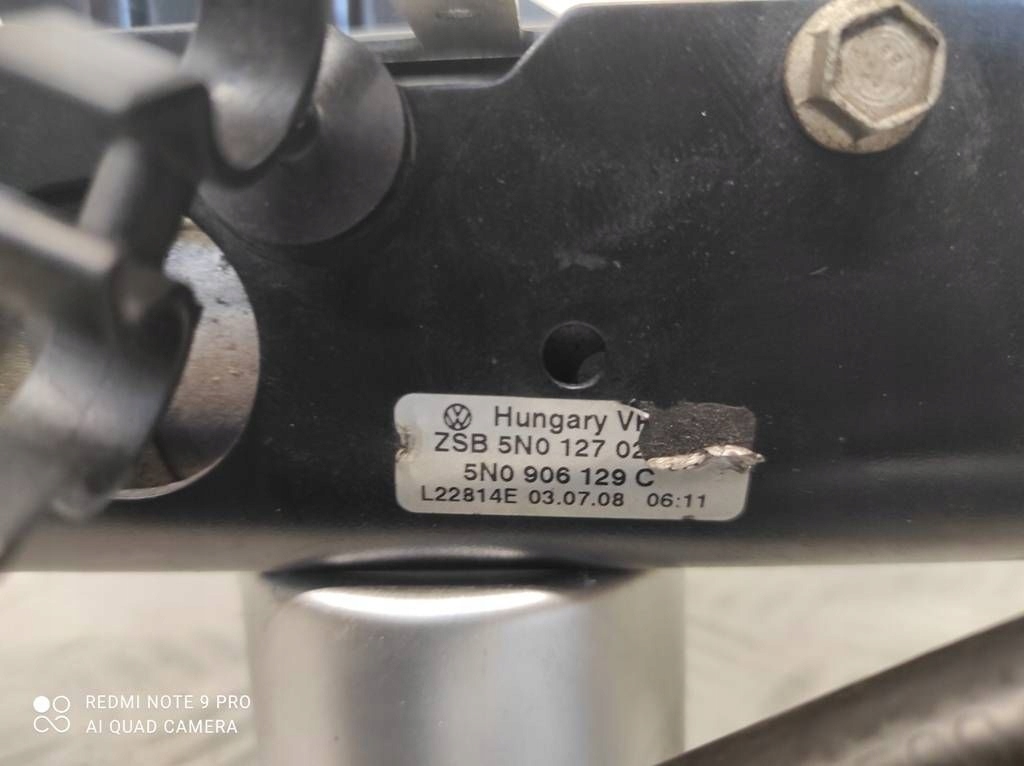 Hungary
ZSB 5N0 127 02
5N0 906 129 C
L22814E 03.07.08 06:11
REDMI NOTE 9 PRO
AI QUAD CAMERA